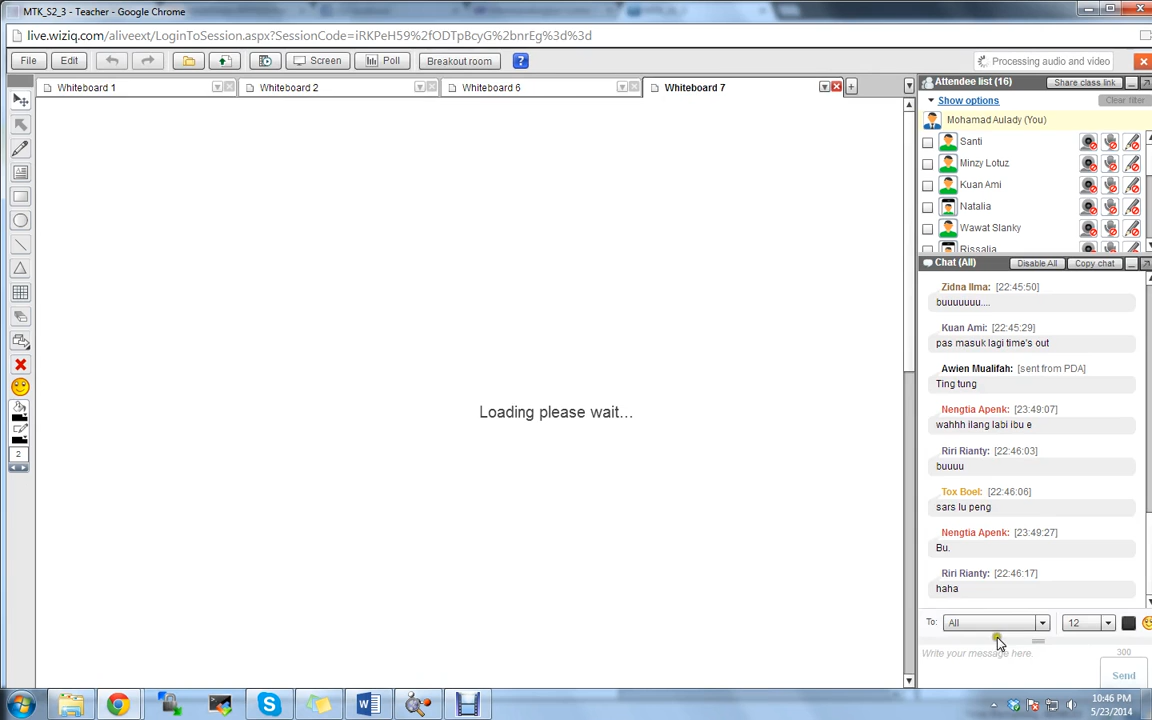 MTK_S2_3 - Teacher - Google Chrome
live.wiziq.com/aliveext/LoginToSession.aspx?SessionCode=iRKPeH59%2fODTpBcyG%2bnrEg%3d%3d
File Edit Screen Poll Breakout room ? Processing audio and video
Whiteboard 1 Whiteboard 2 Whiteboard 6 Whiteboard 7
Attendee list (16) Share class link
Show options Clear filter
Mohamad Aulady (You)
Santi
Minzy Lotuz
Kuan Ami
Natalia
Wawat Slanky
Rissalia
Chat (All) Disable All Copy chat
Zidna Ilma: [22:45:50]
buuuuuuu....
Kuan Ami: [22:45:29]
pas masuk lagi time's out
Awien Mualifah: [sent from PDA]
Ting tung
Nengtia Apenk: [23:49:07]
wahhh ilang labi ibu e
Riri Rianty: [22:46:03]
buuuu
Tox Boel: [22:46:06]
sars lu peng
Nengtia Apenk: [23:49:27]
Bu.
Riri Rianty: [22:46:17]
haha
To: All 12
Write your message here. 300
Send
Loading please wait...
2
10:46 PM
5/23/2014